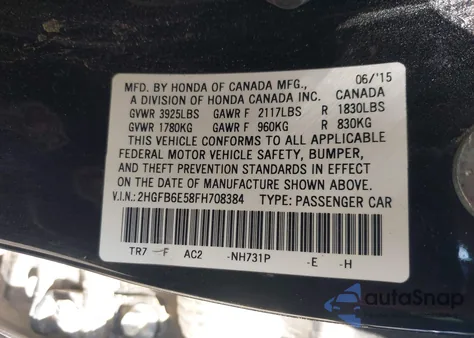 MFD. BY HONDA OF CANADA MFG., 06/'15
A DIVISION OF HONDA CANADA INC. CANADA
GVWR 3925LBS GAWR F 2117LBS R 1830LBS
GVWR 1780KG GAWR F 960KG R 830KG
THIS VEHICLE CONFORMS TO ALL APPLICABLE
FEDERAL MOTOR VEHICLE SAFETY, BUMPER,
AND THEFT PREVENTION STANDARDS IN EFFECT
ON THE DATE OF MANUFACTURE SHOWN ABOVE.
V.I.N.:2HGFB6E58FH708384 TYPE: PASSENGER CAR
TR7 -F AC2 -NH731P -E -H
autoSnap